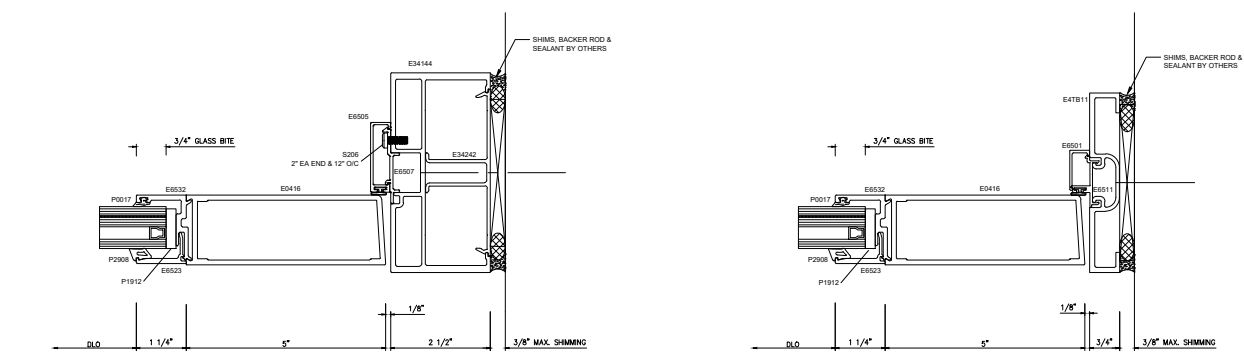 SHIMS, BACKER ROD &
SEALANT BY OTHERS
E34144
E6505
3/4" GLASS BITE
S206
2" EA END & 12" O/C
E34242
E6507
E6532
E0416
P0017
P2908
E6523
P1912
1/8"
DLO
1 1/4"
5"
2 1/2"
3/8" MAX. SHIMMING
SHIMS, BACKER ROD &
SEALANT BY OTHERS
E4TB11
3/4" GLASS BITE
E6501
E6532
E0416
E6511
P0017
P2908
E6523
P1912
1/8"
DLO
1 1/4"
5"
3/4"
3/8" MAX. SHIMMING